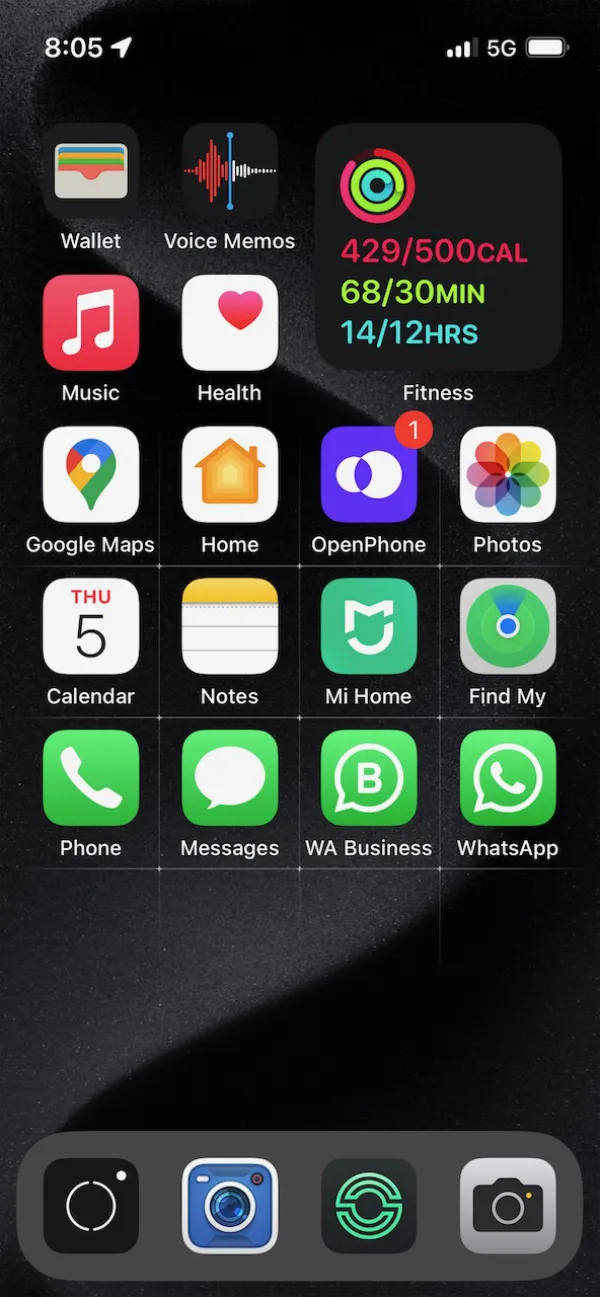 8:05 5G
429/500CAL
68/30MIN
14/12HRS
Wallet Voice Memos
Music Health Fitness
1
Google Maps Home OpenPhone Photos
THU
5
Calendar Notes Mi Home Find My
B
Phone Messages WA Business WhatsApp